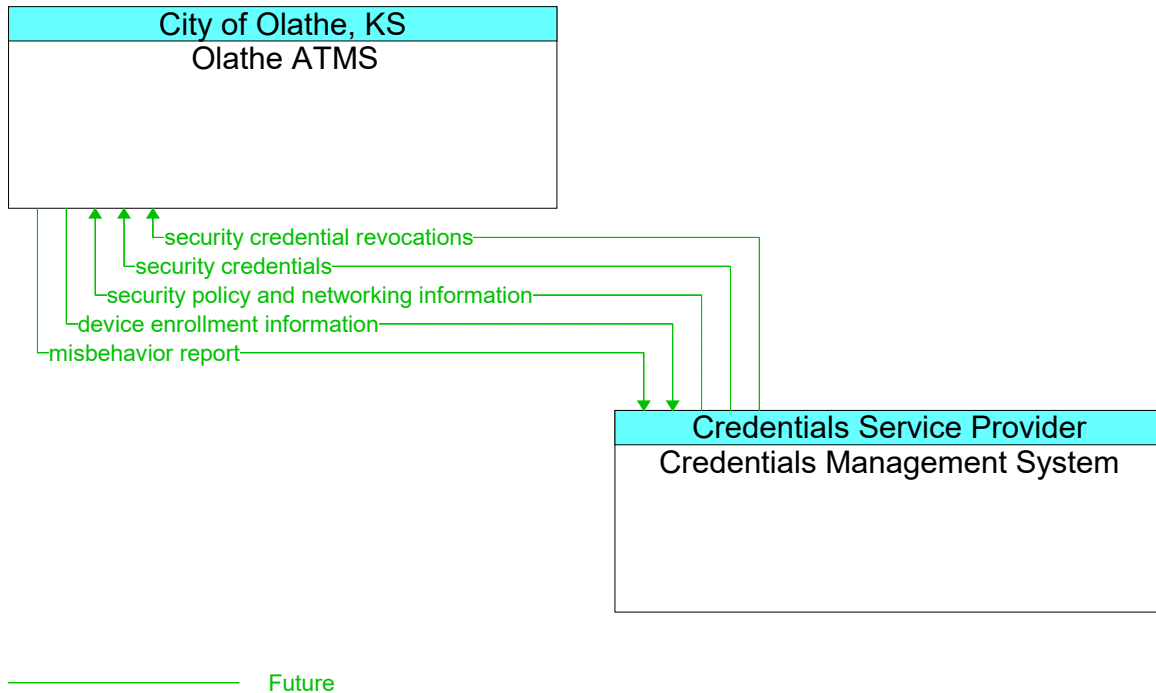 City of Olathe, KS
Olathe ATMS
security credential revocations
security credentials
security policy and networking information
device enrollment information
misbehavior report
Credentials Service Provider
Credentials Management System
Future